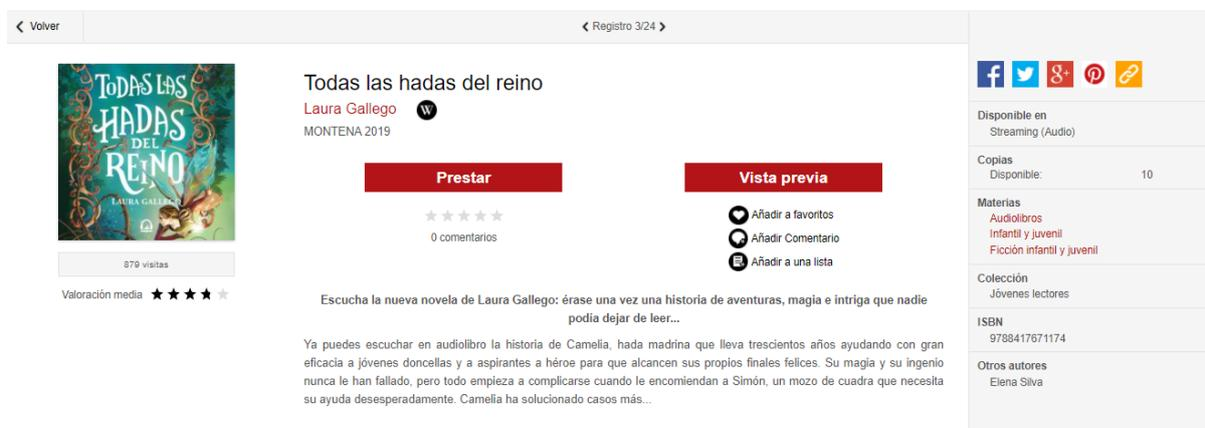 Volver
Registro 3/24
TODAS LAS
HADAS
DEL
REINO
LAURA GALLEGO
879 visitas
Valoración media
Todas las hadas del reino
Laura Gallego W
MONTENA 2019
Prestar
0 comentarios
Vista previa
Añadir a favoritos
Añadir Comentario
Añadir a una lista
Escucha la nueva novela de Laura Gallego: érase una vez una historia de aventuras, magia e intriga que nadie
podía dejar de leer...
Ya puedes escuchar en audiolibro la historia de Camelia, hada madrina que lleva trescientos años ayudando con gran
eficacia a jóvenes doncellas y a aspirantes a héroe para que alcancen sus propios finales felices. Su magia y su ingenio
nunca le han fallado, pero todo empieza a complicarse cuando le encomiendan a Simón, un mozo de cuadra que necesita
su ayuda desesperadamente. Camelia ha solucionado casos más...
Disponible en
Streaming (Audio)
Copias
Disponible: 10
Materias
Audiolibros
Infantil y juvenil
Ficción infantil y juvenil
Colección
Jóvenes lectores
ISBN
9788417671174
Otros autores
Elena Silva